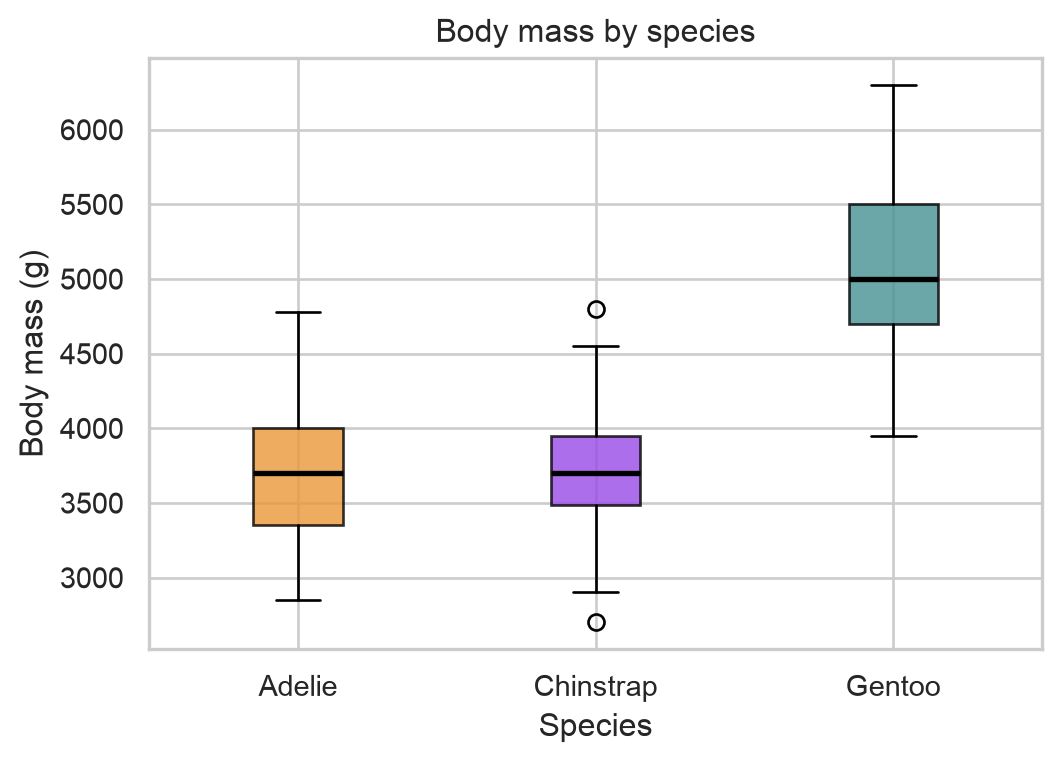 Body mass by species
Body mass (g)
6000
5500
5000
4500
4000
3500
3000
Adelie
Chinstrap
Gentoo
Species